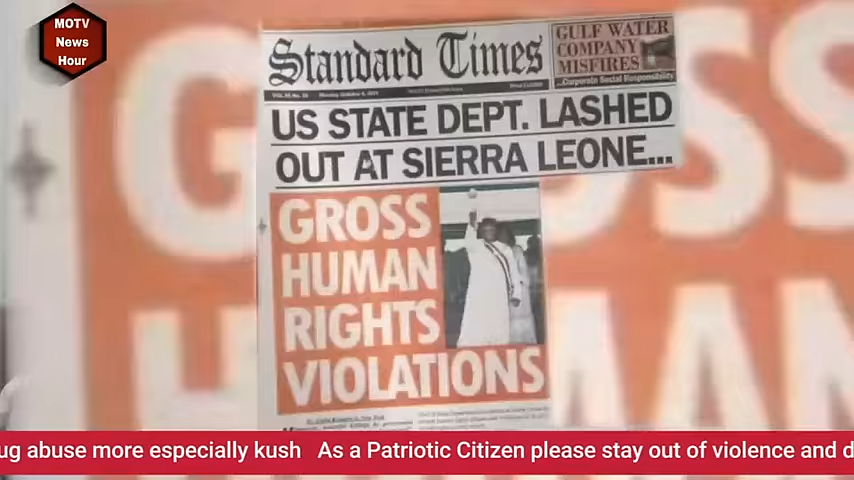 MOTV
News
Hour
Standard Times
GULF WATER
COMPANY
MISFIRES
...Corporate Social Responsibility
US STATE DEPT. LASHED
OUT AT SIERRA LEONE...
GROSS
HUMAN
RIGHTS
VIOLATIONS
ug abuse more especially kush As a Patriotic Citizen please stay out of violence and d